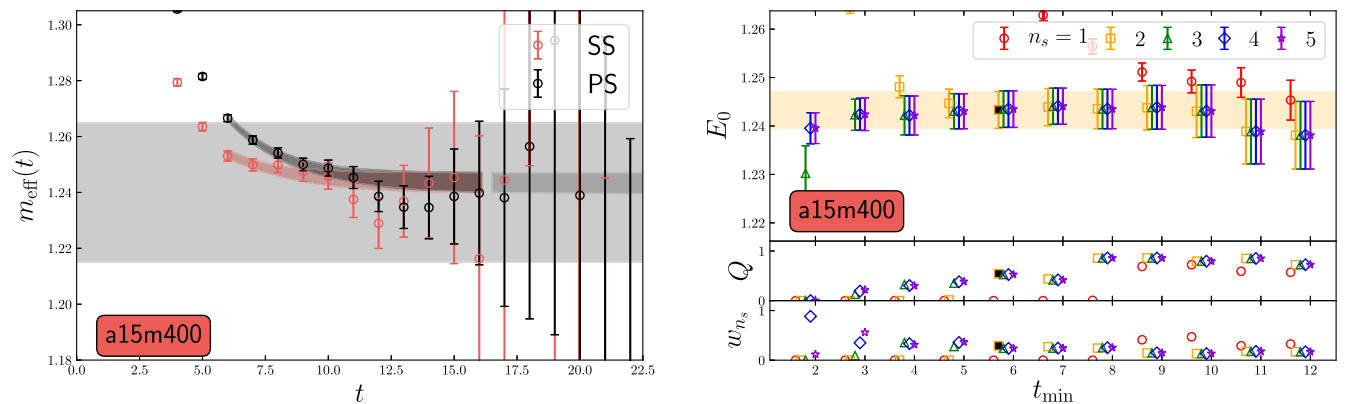 1.30
1.28
1.26
1.24
1.22
1.20
1.18
m_eff(t)
SS
PS
a15m400
0.0 2.5 5.0 7.5 10.0 12.5 15.0 17.5 20.0 22.5
t
1.26
1.25
1.24
1.23
1.22
E_0
n_s = 1 2 3 4 5
a15m400
1
0
Q
1
0
w_{n_s}
2 3 4 5 6 7 8 9 10 11 12
t_min